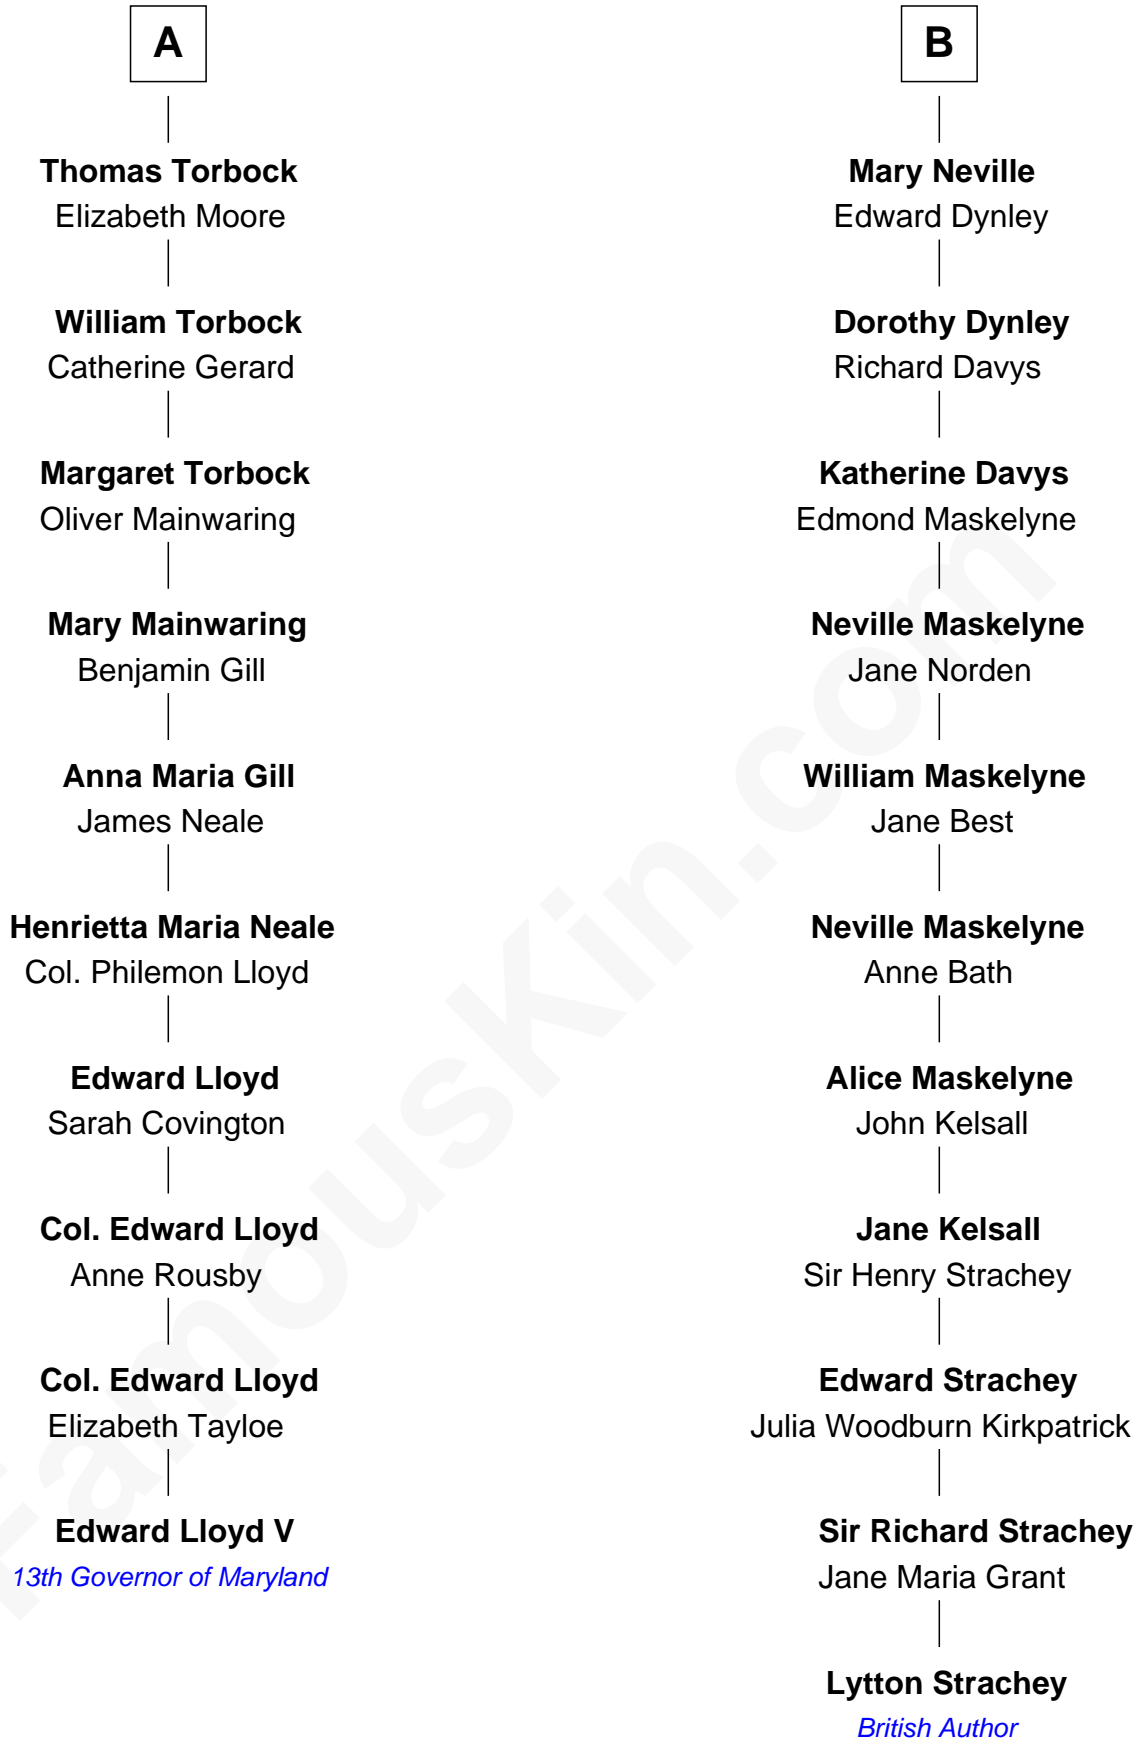 A
Thomas Torbock
Elizabeth Moore
William Torbock
Catherine Gerard
Margaret Torbock
Oliver Mainwaring
Mary Mainwaring
Benjamin Gill
Anna Maria Gill
James Neale
Henrietta Maria Neale
Col. Philemon Lloyd
Edward Lloyd
Sarah Covington
Col. Edward Lloyd
Anne Rousby
Col. Edward Lloyd
Elizabeth Tayloe
Edward Lloyd V
13th Governor of Maryland
B
Mary Neville
Edward Dynley
Dorothy Dynley
Richard Davys
Katherine Davys
Edmond Maskelyne
Neville Maskelyne
Jane Norden
William Maskelyne
Jane Best
Neville Maskelyne
Anne Bath
Alice Maskelyne
John Kelsall
Jane Kelsall
Sir Henry Strachey
Edward Strachey
Julia Woodburn Kirkpatrick
Sir Richard Strachey
Jane Maria Grant
Lytton Strachey
British Author
FamousKin.com